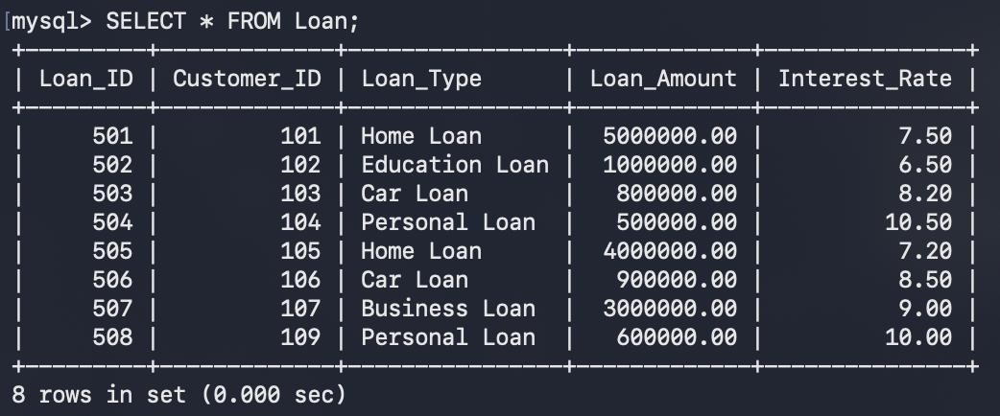 [mysql> SELECT * FROM Loan;
+----------+--------------+----------------+--------------+----------------+
| Loan_ID | Customer_ID | Loan_Type | Loan_Amount | Interest_Rate |
+----------+--------------+----------------+--------------+----------------+
| 501 | 101 | Home Loan | 5000000.00 | 7.50 |
| 502 | 102 | Education Loan | 1000000.00 | 6.50 |
| 503 | 103 | Car Loan | 800000.00 | 8.20 |
| 504 | 104 | Personal Loan | 500000.00 | 10.50 |
| 505 | 105 | Home Loan | 4000000.00 | 7.20 |
| 506 | 106 | Car Loan | 900000.00 | 8.50 |
| 507 | 107 | Business Loan | 3000000.00 | 9.00 |
| 508 | 109 | Personal Loan | 600000.00 | 10.00 |
+----------+--------------+----------------+--------------+----------------+
8 rows in set (0.000 sec)